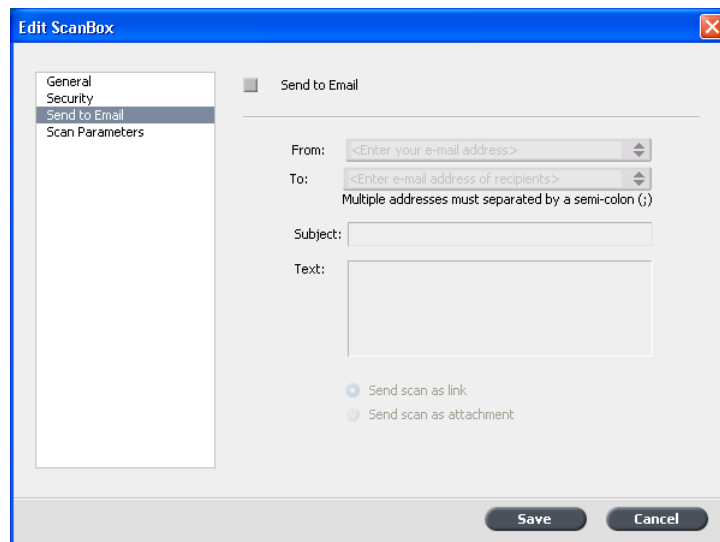 Edit ScanBox
General
Security
Send to Email
Scan Parameters
Send to Email
From: <Enter your e-mail address>
To: <Enter e-mail address of recipients>
Multiple addresses must separated by a semi-colon (;)
Subject:
Text:
Send scan as link
Send scan as attachment
Save Cancel